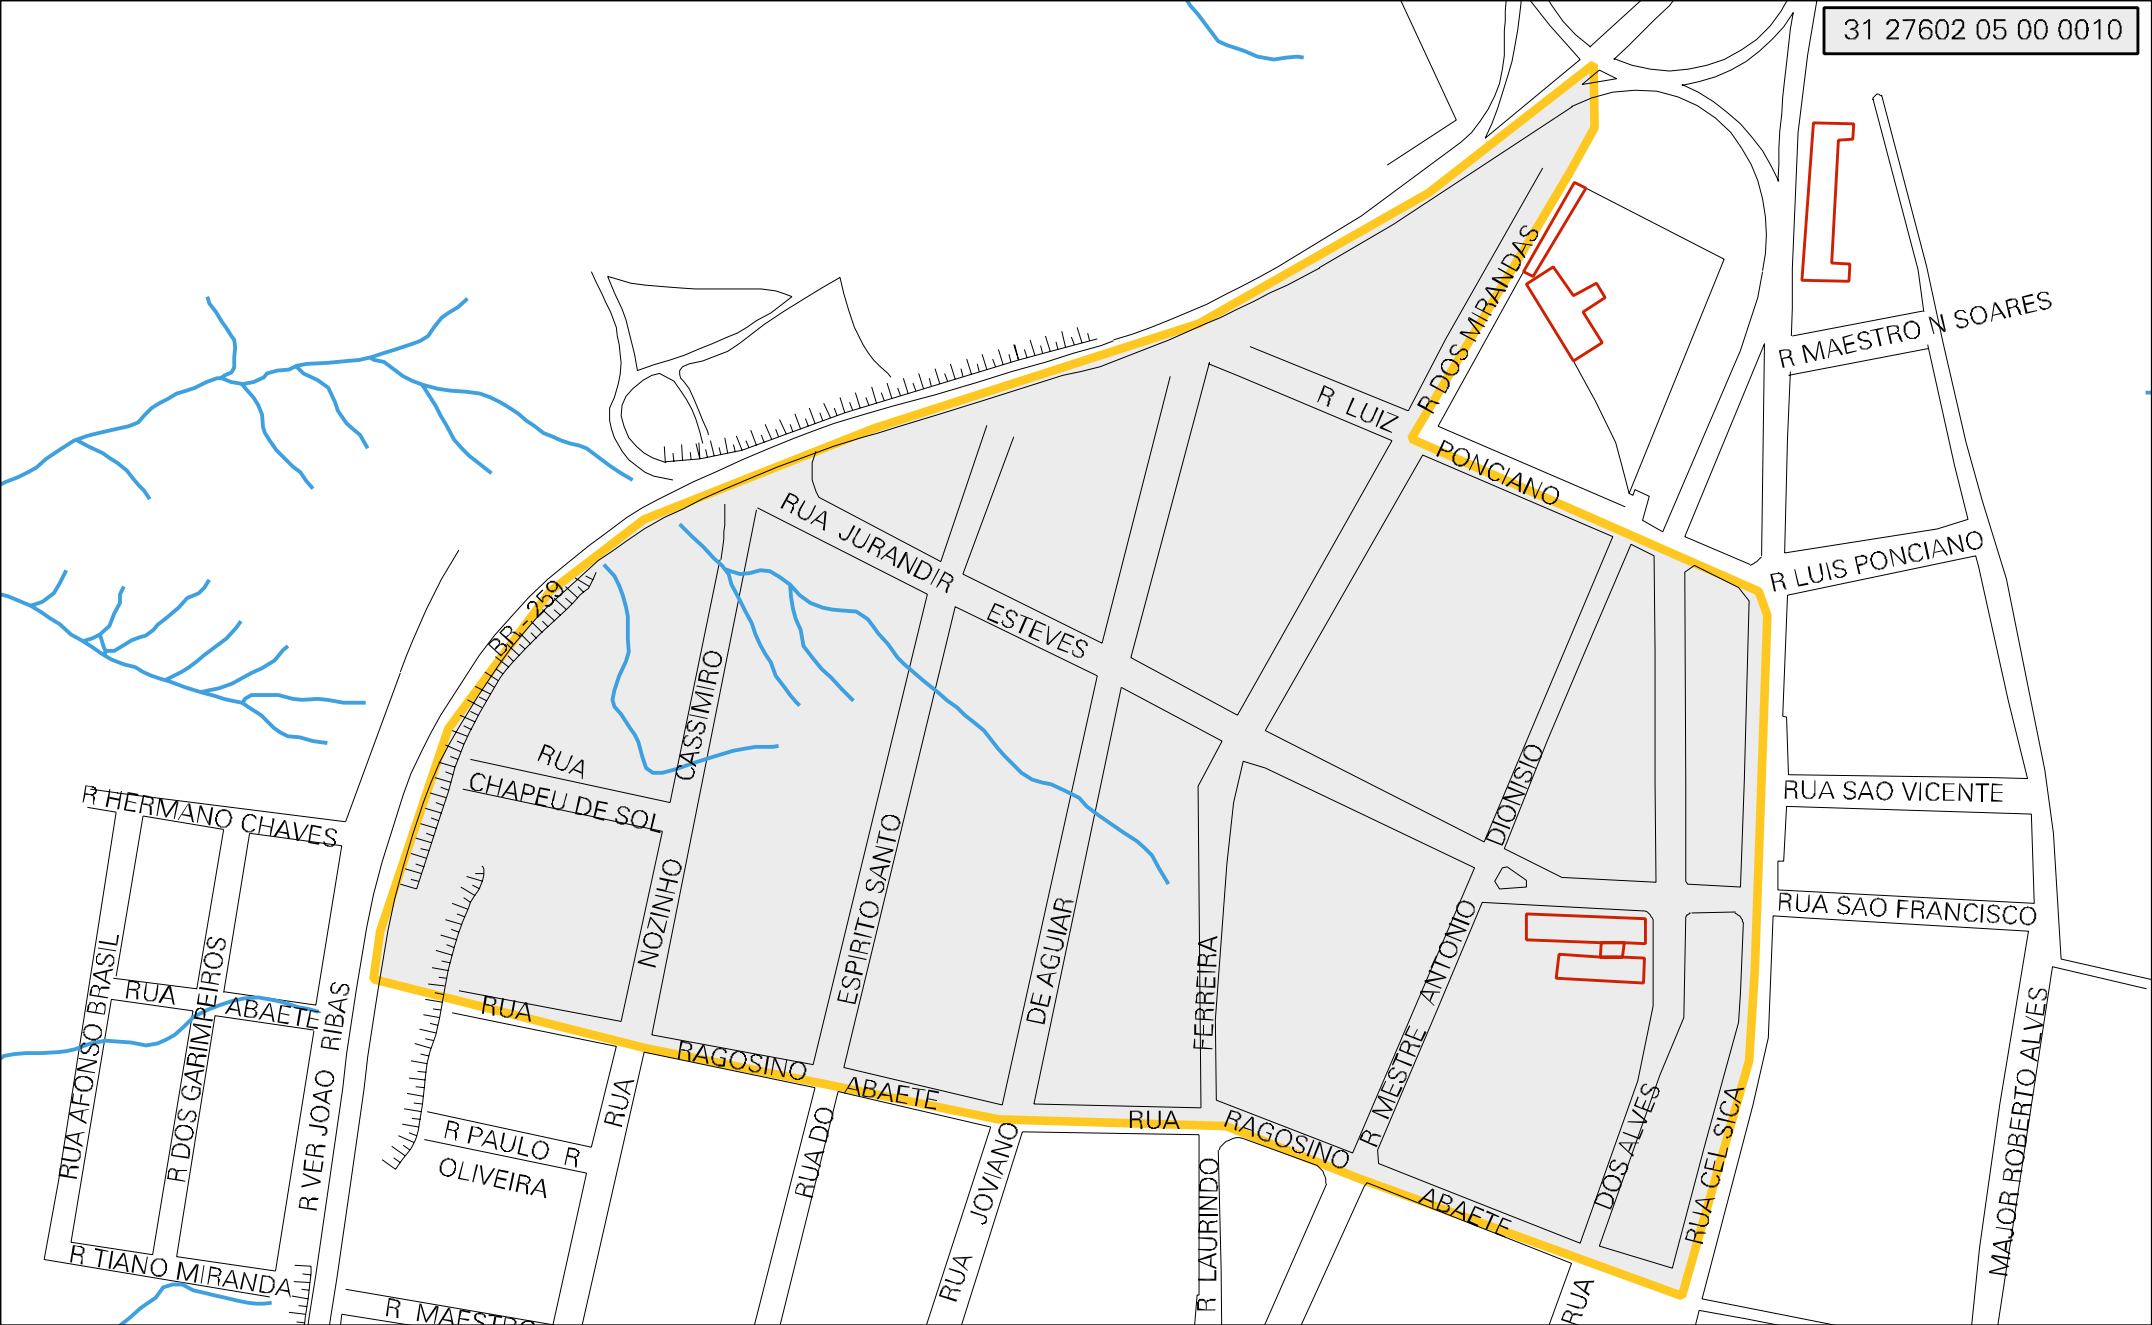 31 27602 05 00 0010
R DOS MIRANDAS
R MAESTRO N SOARES
R LUIZ
PONCIANO
RUA JURANDIR
ESTEVES
R LUIS PONCIANO
BR - 259
CASSIMIRO
RUA
CHAPEU DE SOL
DIONISIO
RUA SAO VICENTE
R HERMANO CHAVES
ESPIRITO SANTO
NOZINHO
DE AGUIAR
FERREIRA
R MESTRE ANTONIO
RUA SAO FRANCISCO
RUA AFONSO BRASIL
R DOS GARIMPEIROS
RUA
ABAETE
R VER JOAO RIBAS
RUA
RAGOSINO
ABAETE
RUA
RAGOSINO
ABAETE
RUA
RUA DO
RUA JOVIANO
R LAURINDO
DOS ALVES
RUA CEL SICA
MAJOR ROBERTO ALVES
R PAULO R
OLIVEIRA
R TIANO MIRANDA
R MAESTRO
RUA